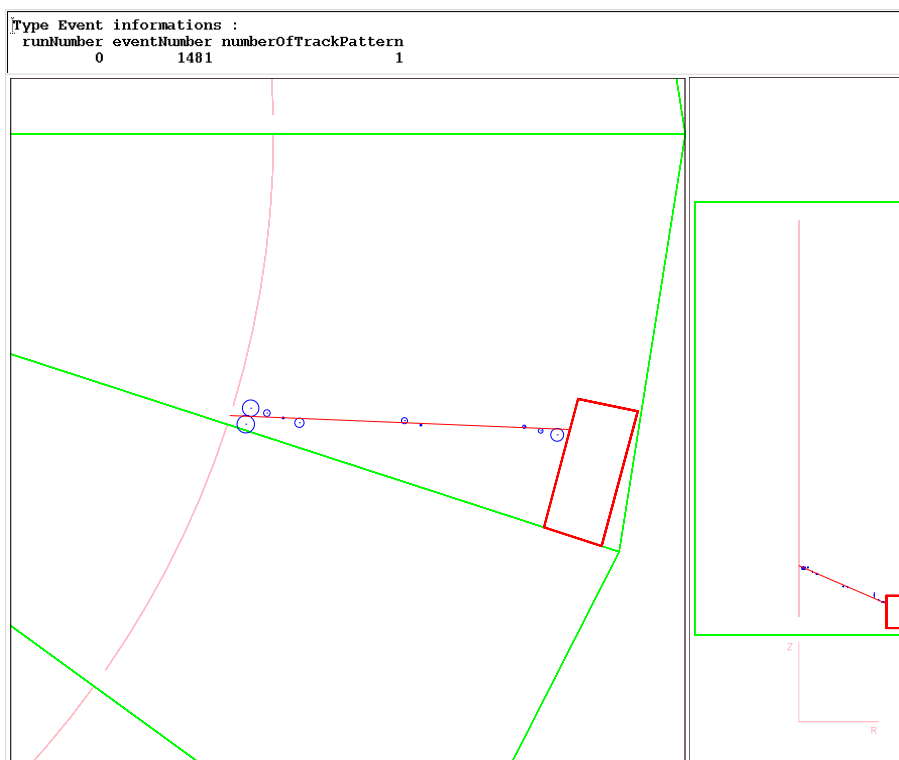 Type Event informations :
runNumber eventNumber numberOfTrackPattern
0 1481 1
Z
R